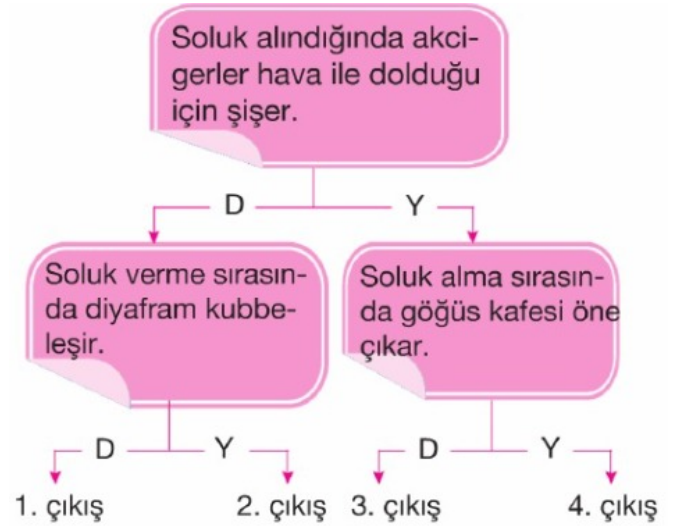 Soluk alındığında akci-
gerler hava ile dolduğu
için şişer.
D
Y
Soluk verme sırasın-
da diyafram kubbe-
leşir.
Soluk alma sırasın-
da göğüs kafesi öne
çıkar.
D
Y
D
Y
1. çıkış
2. çıkış
3. çıkış
4. çıkış